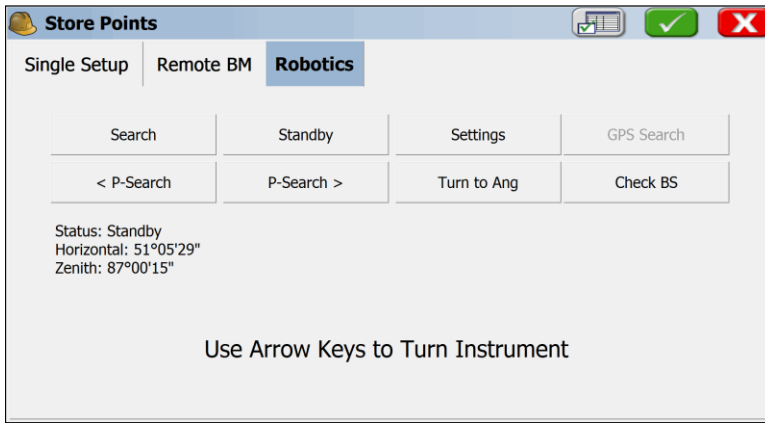 Store Points
Single Setup Remote BM Robotics
Search Standby Settings GPS Search
< P-Search P-Search > Turn to Ang Check BS
Status: Standby
Horizontal: 51°05'29"
Zenith: 87°00'15"
Use Arrow Keys to Turn Instrument